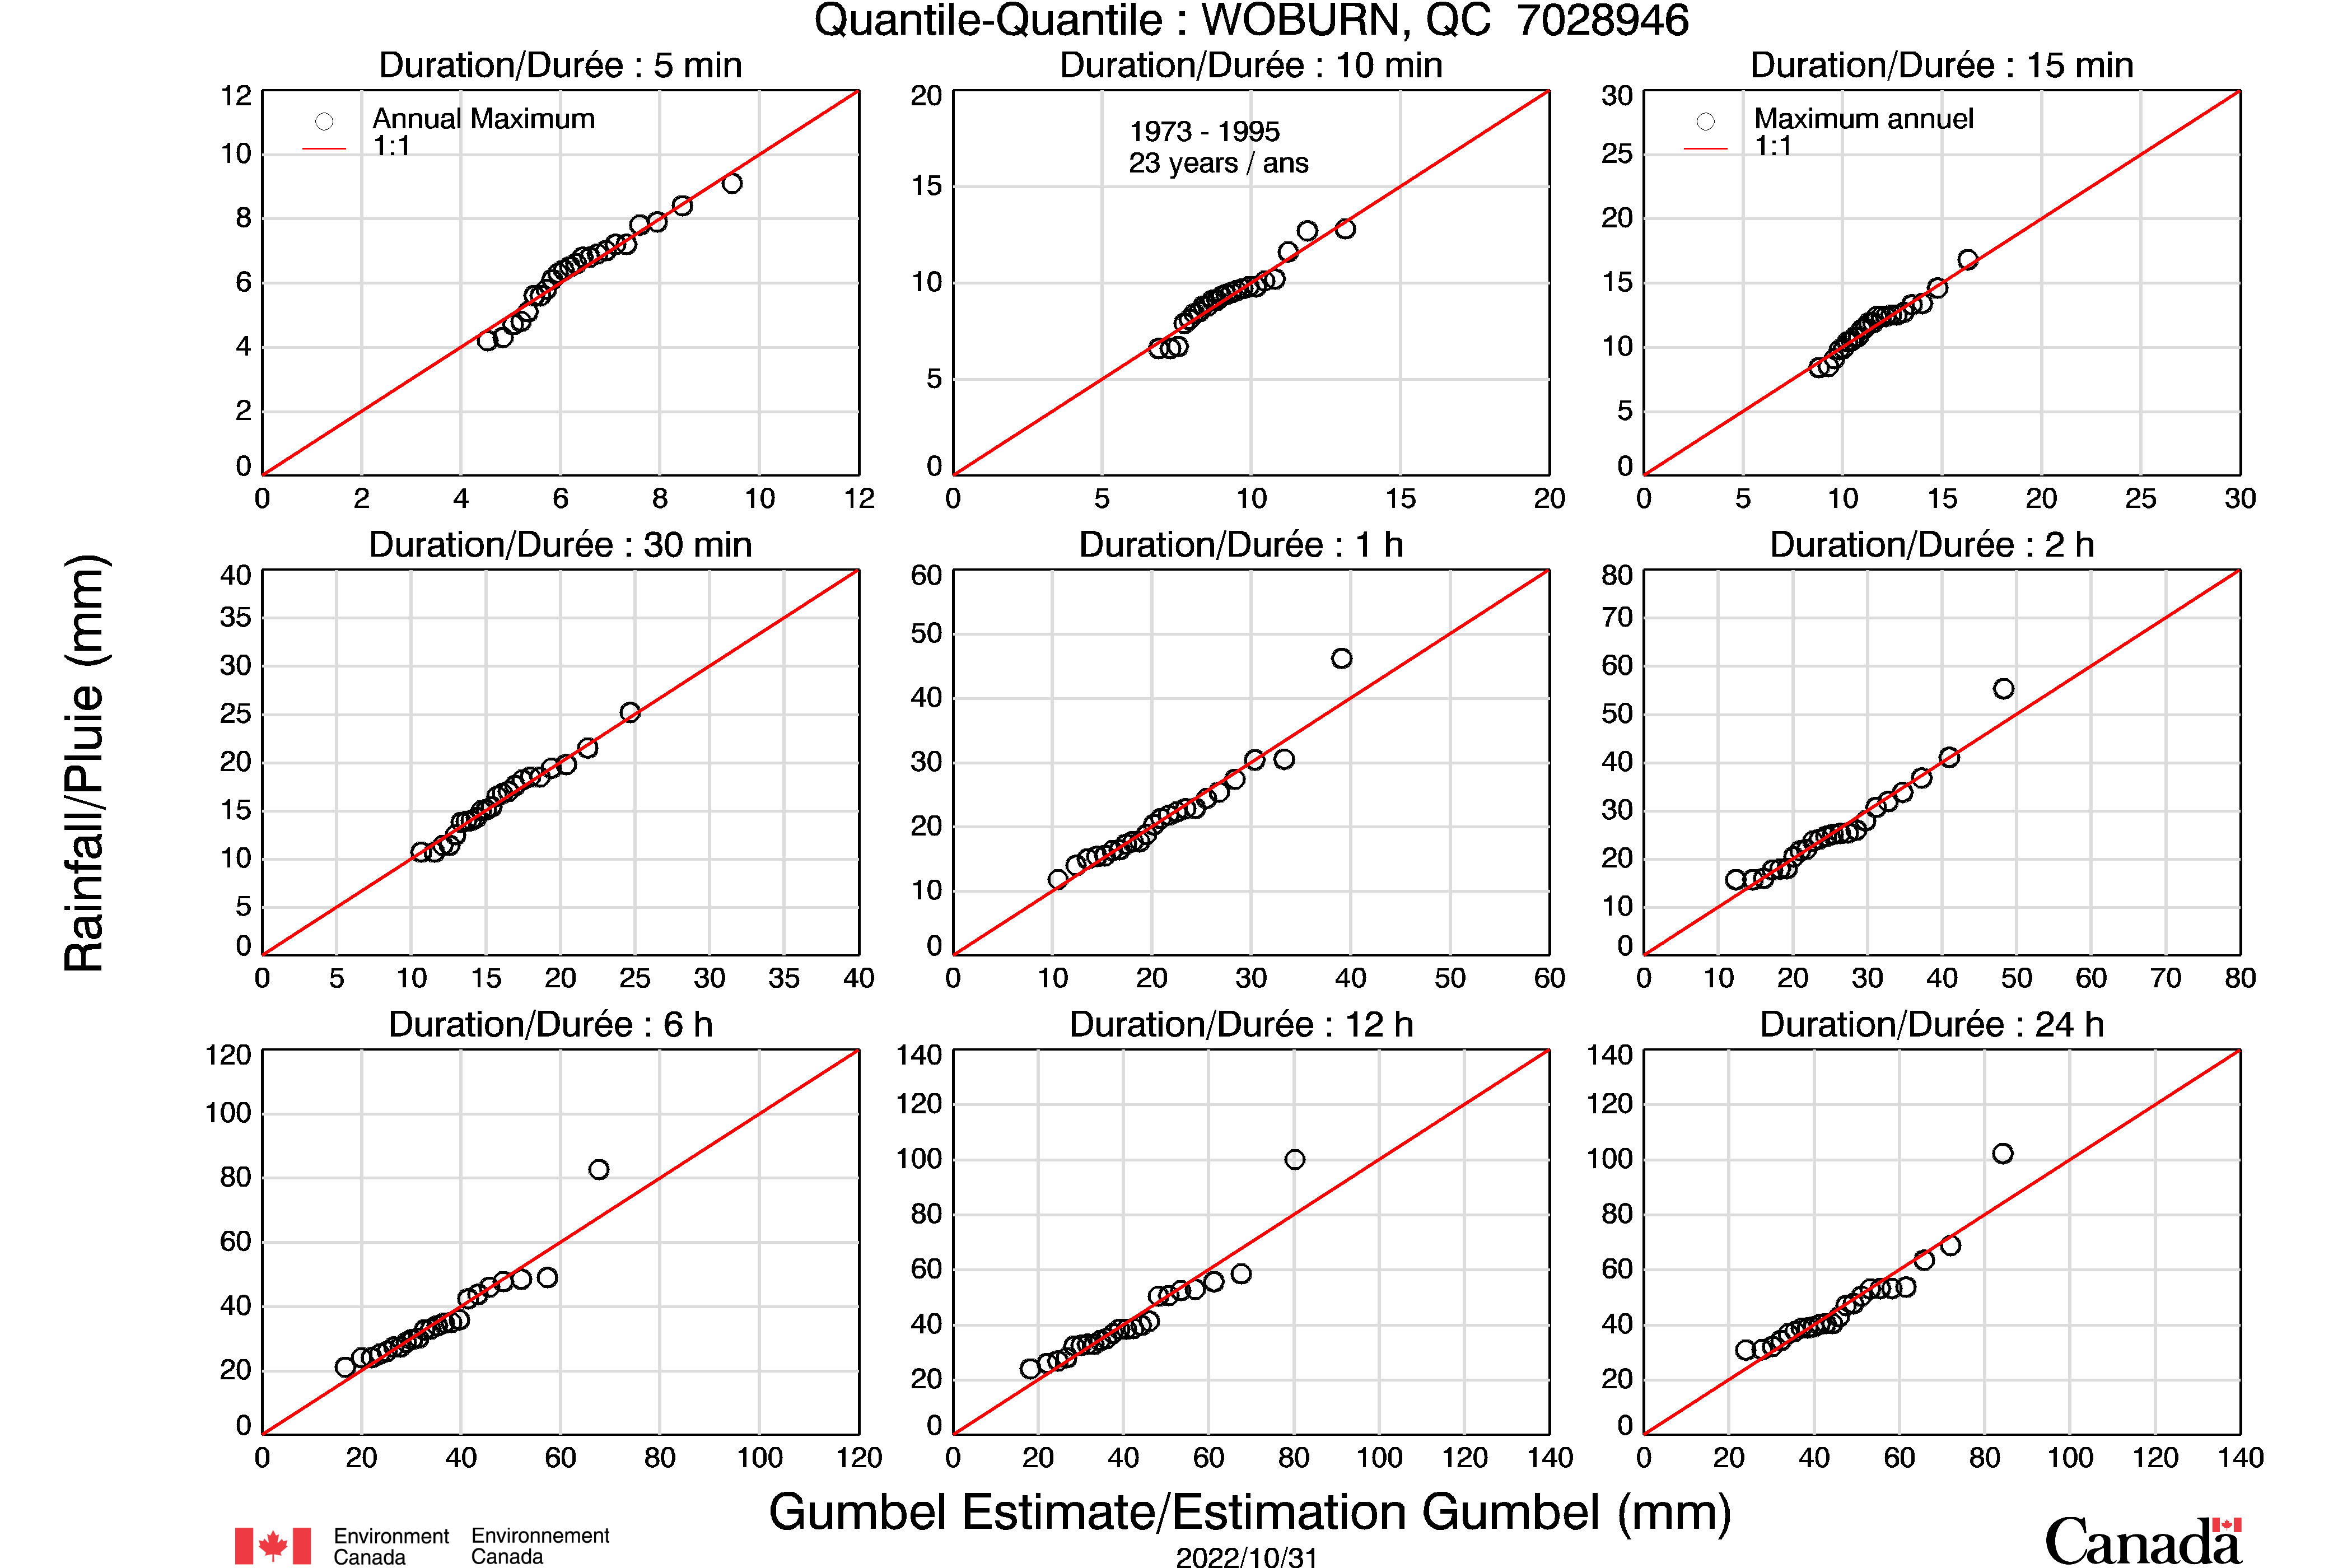 Quantile-Quantile : WOBURN, QC 7028946
Duration/Durée : 5 min
12
10
8
6
4
2
0
0 2 4 6 8 10 12
Annual Maximum
1:1
Duration/Durée : 10 min
20
15
10
5
0
0 5 10 15 20
1973 - 1995
23 years / ans
Duration/Durée : 15 min
30
25
20
15
10
5
0
0 5 10 15 20 25 30
Maximum annuel
1:1
Rainfall/Pluie (mm)
Duration/Durée : 30 min
40
35
30
25
20
15
10
5
0
0 5 10 15 20 25 30 35 40
Duration/Durée : 1 h
60
50
40
30
20
10
0
0 10 20 30 40 50 60
Duration/Durée : 2 h
80
70
60
50
40
30
20
10
0
0 10 20 30 40 50 60 70 80
Duration/Durée : 6 h
120
100
80
60
40
20
0
0 20 40 60 80 100 120
Duration/Durée : 12 h
140
120
100
80
60
40
20
0
0 20 40 60 80 100 120 140
Duration/Durée : 24 h
140
120
100
80
60
40
20
0
0 20 40 60 80 100 120 140
Gumbel Estimate/Estimation Gumbel (mm)
Environment Canada
Environnement Canada
2022/10/31
Canada